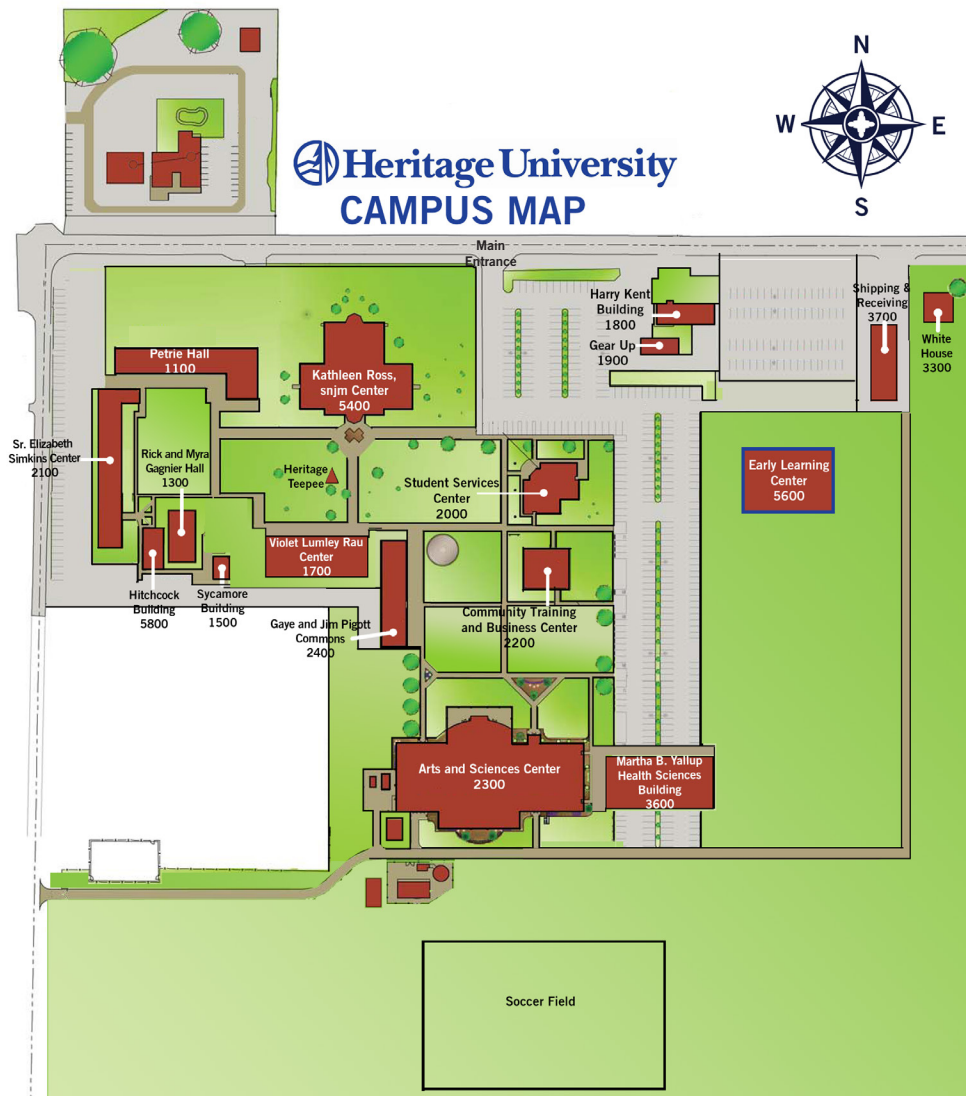 N
W
E
S
Heritage University
CAMPUS MAP
Main
Entrance
Harry Kent
Building
1800
Shipping &
Receiving
3700
Gear Up
1900
White
House
3300
Petrie Hall
1100
Kathleen Ross,
snjm Center
5400
Sr. Elizabeth
Simkins Center
2100
Rick and Myra
Gagnier Hall
1300
Heritage
Teepee
Student Services
Center
2000
Early Learning
Center
5600
Violet Lumley Rau
Center
1700
Hitchcock
Building
5800
Sycamore
Building
1500
Gaye and Jim Pigott
Commons
2400
Community Training
and Business Center
2200
Arts and Sciences Center
2300
Martha B. Yallup
Health Sciences
Building
3600
Soccer Field